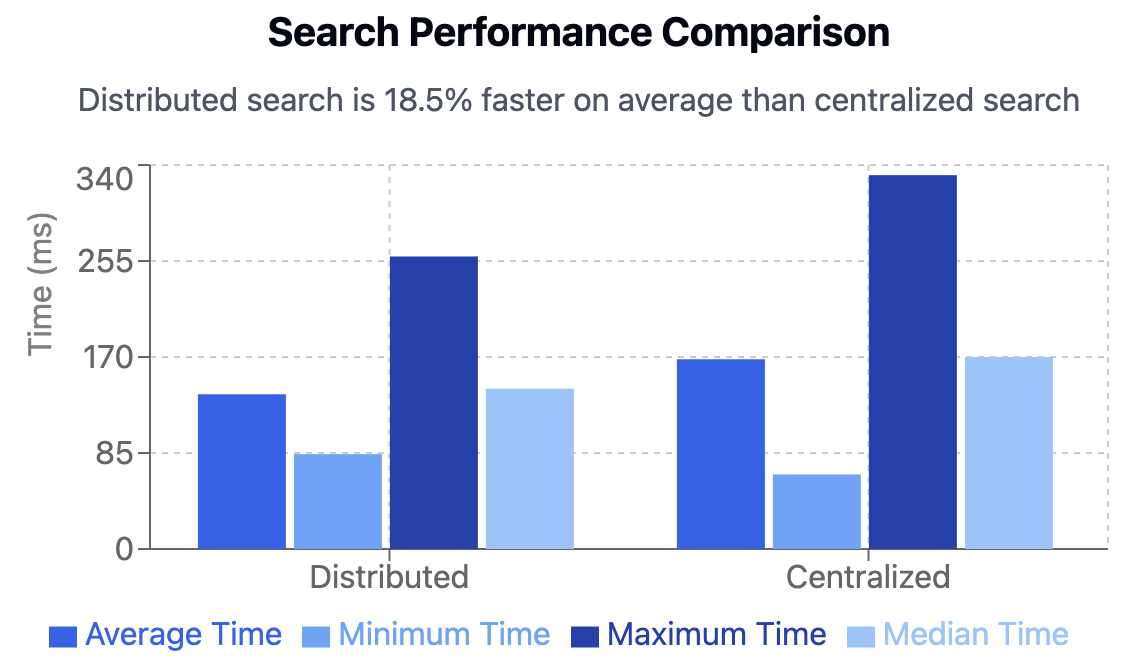 Search Performance Comparison
Distributed search is 18.5% faster on average than centralized search
Time (ms)
340
255
170
85
0
Distributed Centralized
Average Time Minimum Time Maximum Time Median Time